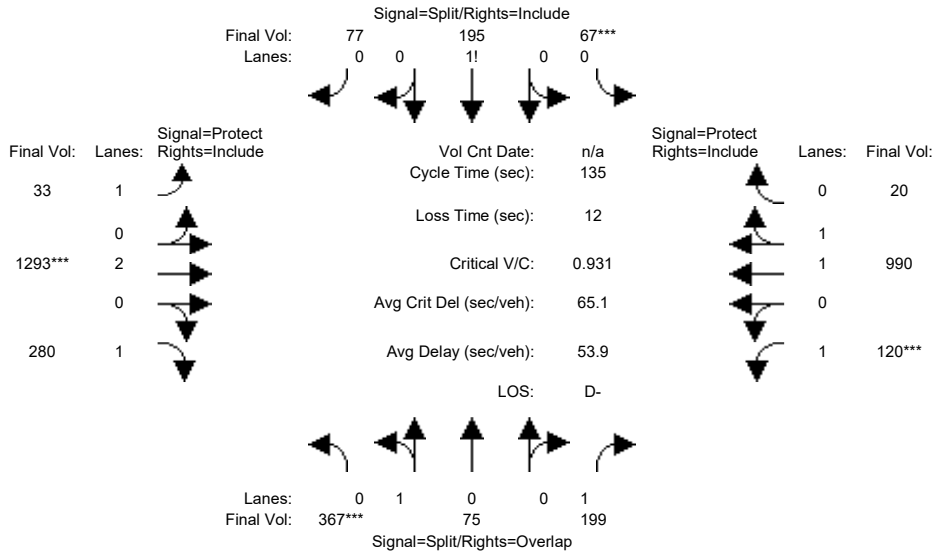 Signal=Split/Rights=Include
Final Vol: 77 195 67***
Lanes: 0 0 1! 0 0
Signal=Protect Signal=Protect
Final Vol: Lanes: Rights=Include Vol Cnt Date: n/a Rights=Include Lanes: Final Vol:
Cycle Time (sec): 135
33 1 0 20
Loss Time (sec): 12
0 1
1293*** 2 Critical V/C: 0.931 1 990
0 Avg Crit Del (sec/veh): 65.1 0
280 1 Avg Delay (sec/veh): 53.9 1 120***
LOS: D-
Lanes: 0 1 0 0 1
Final Vol: 367*** 75 199
Signal=Split/Rights=Overlap